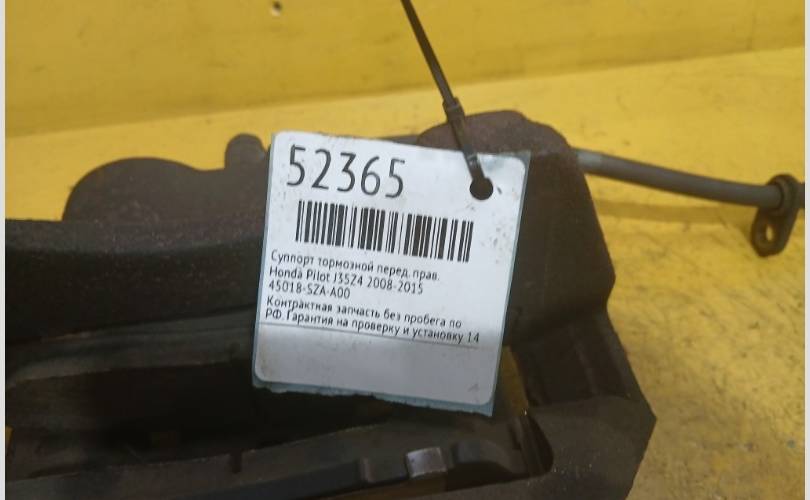 52365
Суппорт тормозной перед. прав.
Honda Pilot J35Z4 2008-2015
45018-SZA-A00
Контрактная запчасть без пробега по
РФ. Гарантия на проверку и установку 14